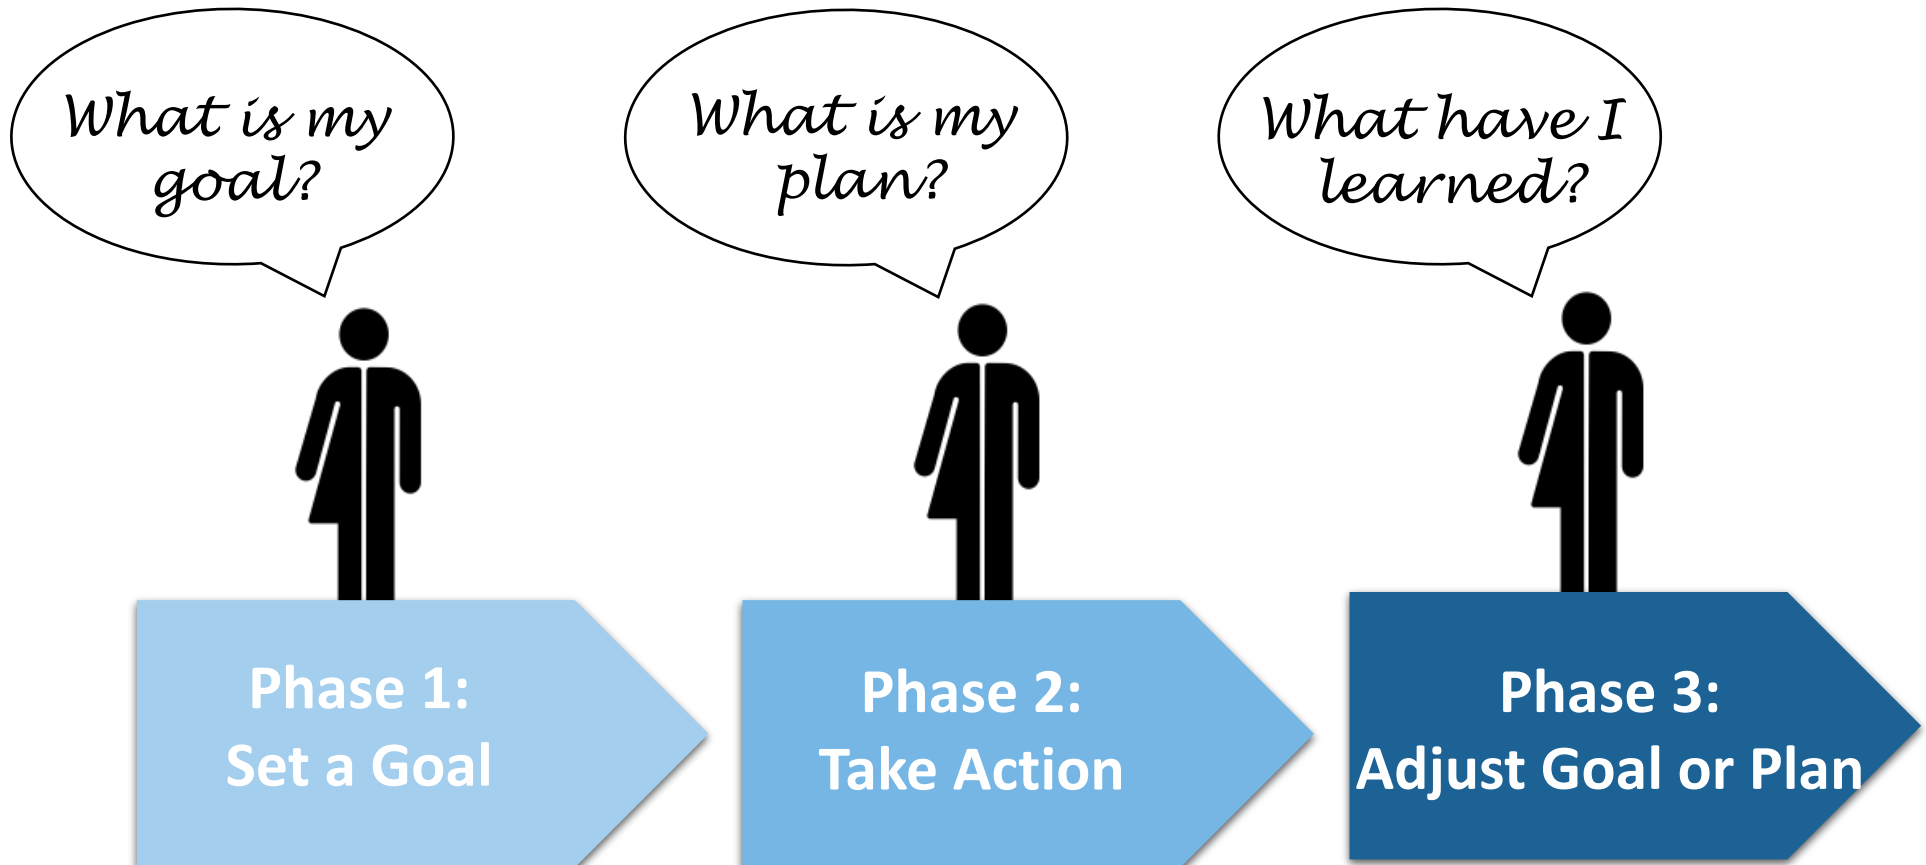 What is my
goal?
What is my
plan?
What have I
learned?
Phase 1:
Set a Goal
Phase 2:
Take Action
Phase 3:
Adjust Goal or Plan